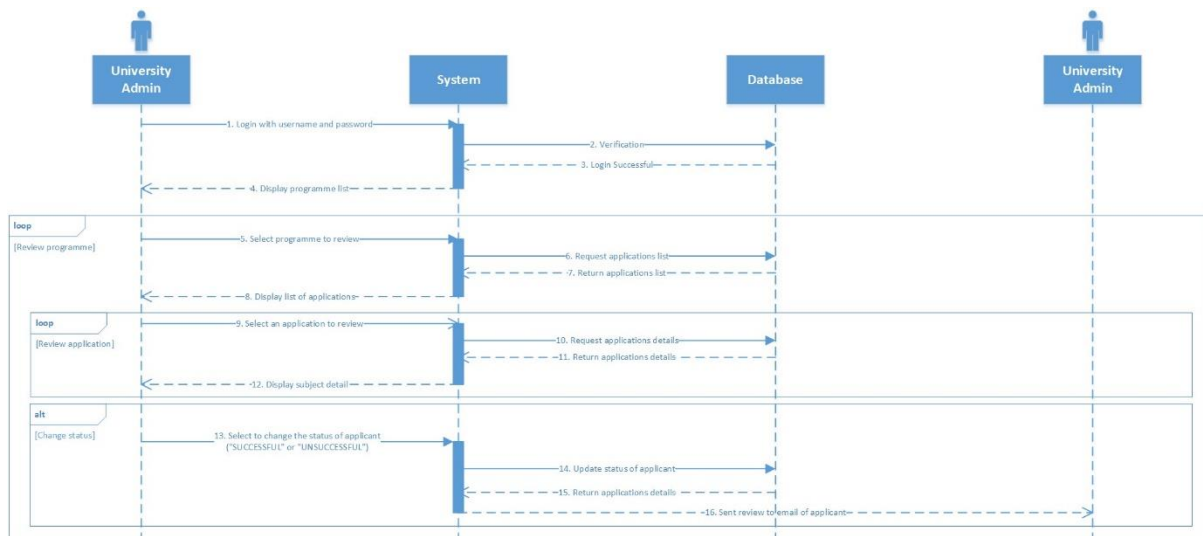 University
Admin
System
Database
University
Admin
1. Login with username and password
2. Verification
3. Login Successful
4. Display programme list
loop
[Review programme]
5. Select programme to review
6. Request applications list
7. Return applications list
8. Display list of applications
loop
[Review application]
9. Select an application to review
10. Request applications details
11. Return applications details
12. Display subject detail
alt
[Change status]
13. Select to change the status of applicant
("SUCCESSFUL" or "UNSUCCESSFUL")
14. Update status of applicant
15. Return applications details
16. Sent review to email of applicant